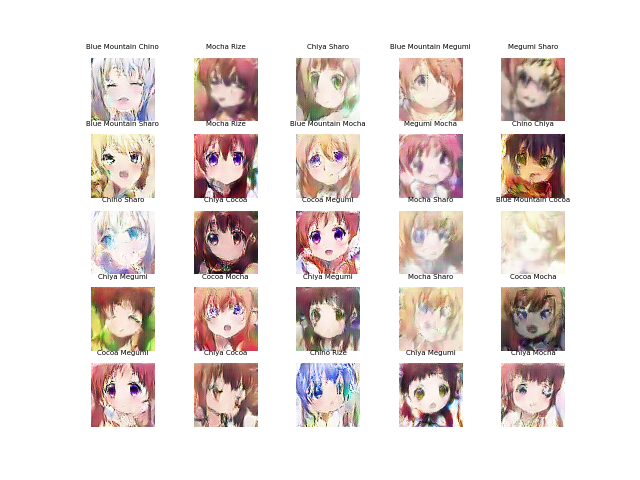 Blue Mountain Chino
Mocha Rize
Chiya Sharo
Blue Mountain Megumi
Megumi Sharo
Blue Mountain Sharo
Mocha Rize
Blue Mountain Mocha
Megumi Mocha
Chino Chiya
Chino Sharo
Chiya Cocoa
Cocoa Megumi
Mocha Sharo
Blue Mountain Cocoa
Chiya Megumi
Cocoa Mocha
Chiya Megumi
Mocha Sharo
Cocoa Mocha
Cocoa Megumi
Chiya Cocoa
Chino Rize
Chiya Megumi
Chiya Mocha